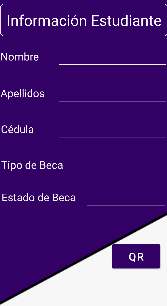 Información Estudiante
Nombre
Apellidos
Cédula
Tipo de Beca
Estado de Beca
QR